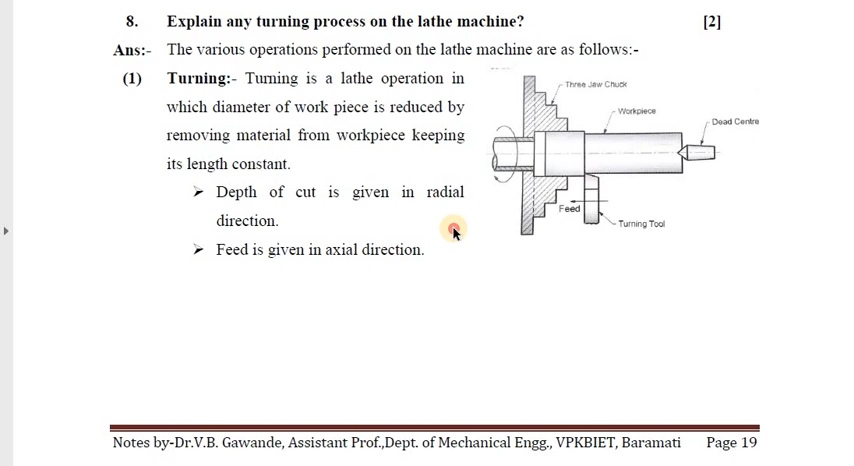 8. Explain any turning process on the lathe machine? [2]
Ans:- The various operations performed on the lathe machine are as follows:-
(1) Turning:- Turning is a lathe operation in
which diameter of work piece is reduced by
removing material from workpiece keeping
its length constant.
➢ Depth of cut is given in radial
direction.
➢ Feed is given in axial direction.
Three Jaw Chuck
Workpiece
Dead Centre
Feed
Turning Tool
Notes by-Dr.V.B. Gawande, Assistant Prof.,Dept. of Mechanical Engg., VPKBIET, Baramati Page 19